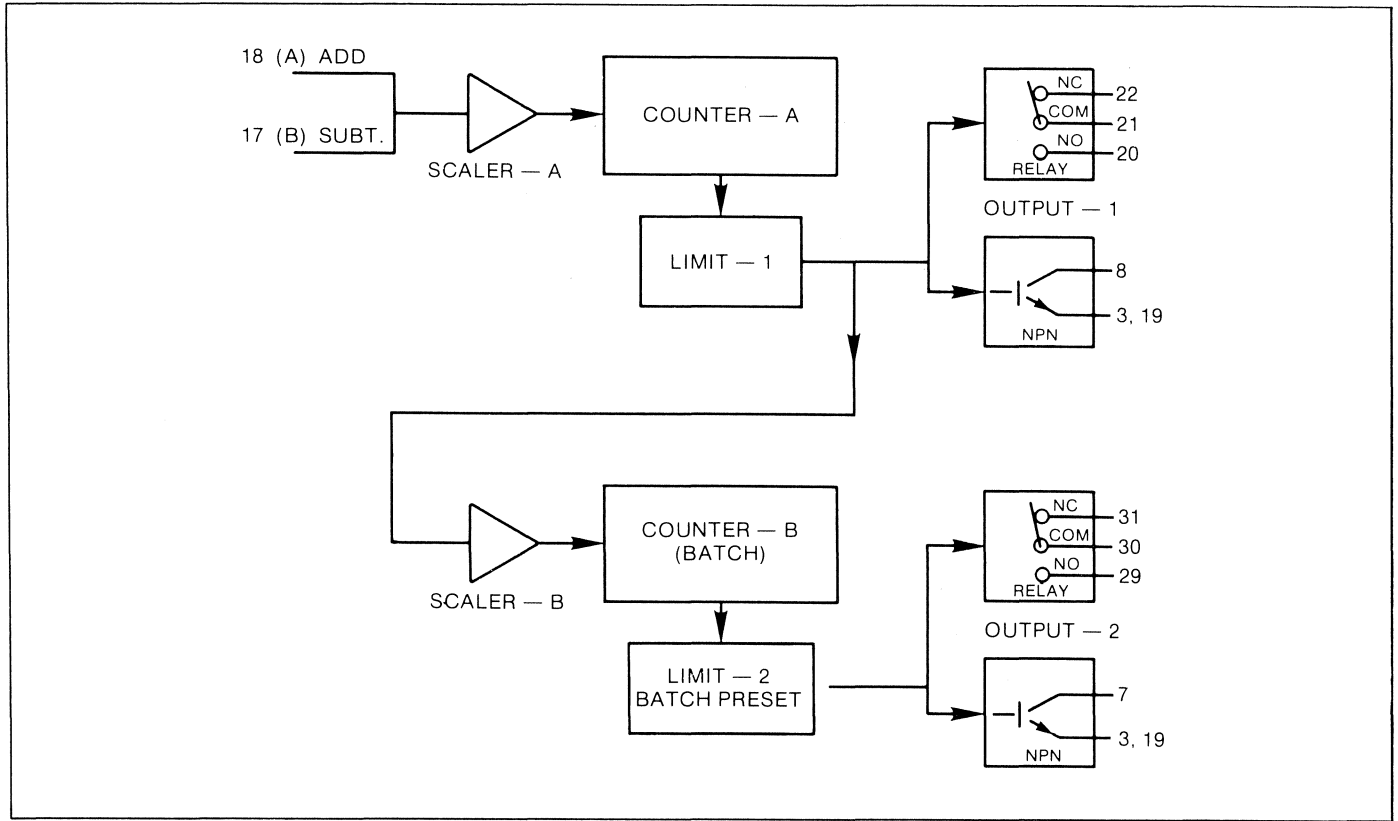 18 (A) ADD
17 (B) SUBT.
SCALER — A
COUNTER — A
LIMIT — 1
NC
22
COM
21
NO
20
RELAY
OUTPUT — 1
8
3, 19
NPN
SCALER — B
COUNTER — B
(BATCH)
LIMIT — 2
BATCH PRESET
NC
31
COM
30
NO
29
RELAY
OUTPUT — 2
7
3, 19
NPN